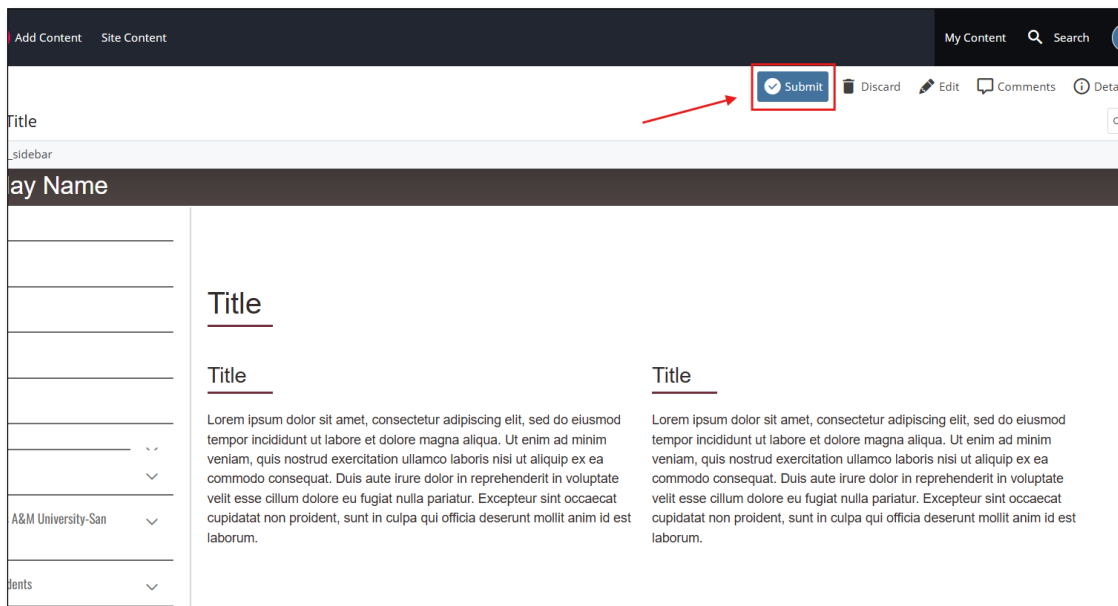 Add Content Site Content My Content Search
Submit Discard Edit Comments Deta
Title
_sidebar
ay Name
Title
Title
Lorem ipsum dolor sit amet, consectetur adipiscing elit, sed do eiusmod
tempor incididunt ut labore et dolore magna aliqua. Ut enim ad minim
veniam, quis nostrud exercitation ullamco laboris nisi ut aliquip ex ea
commodo consequat. Duis aute irure dolor in reprehenderit in voluptate
velit esse cillum dolore eu fugiat nulla pariatur. Excepteur sint occaecat
cupidatat non proident, sunt in culpa qui officia deserunt mollit anim id est
laborum.
Title
Lorem ipsum dolor sit amet, consectetur adipiscing elit, sed do eiusmod
tempor incididunt ut labore et dolore magna aliqua. Ut enim ad minim
veniam, quis nostrud exercitation ullamco laboris nisi ut aliquip ex ea
commodo consequat. Duis aute irure dolor in reprehenderit in voluptate
velit esse cillum dolore eu fugiat nulla pariatur. Excepteur sint occaecat
cupidatat non proident, sunt in culpa qui officia deserunt mollit anim id est
laborum.
A&M University-San
dents